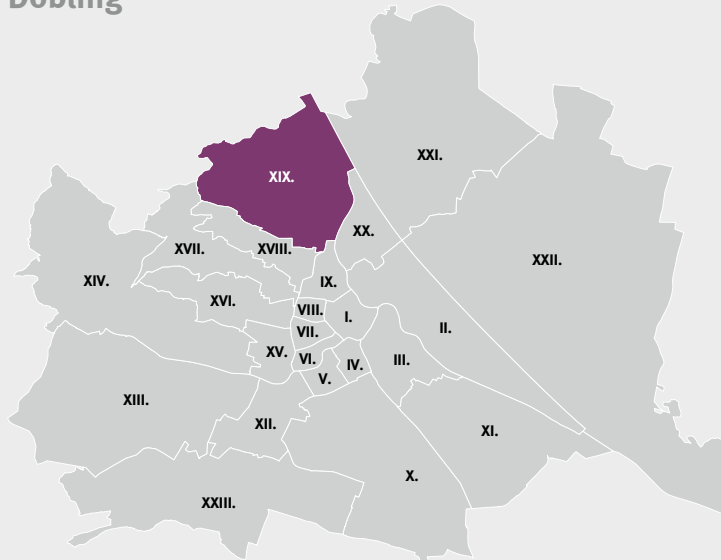 Döbling
XXI.
XIX.
XX.
XVII.
XVIII.
XXII.
XIV.
IX.
XVI.
VIII.
I.
II.
VII.
XV.
VI.
IV.
III.
V.
XIII.
XII.
XI.
X.
XXIII.